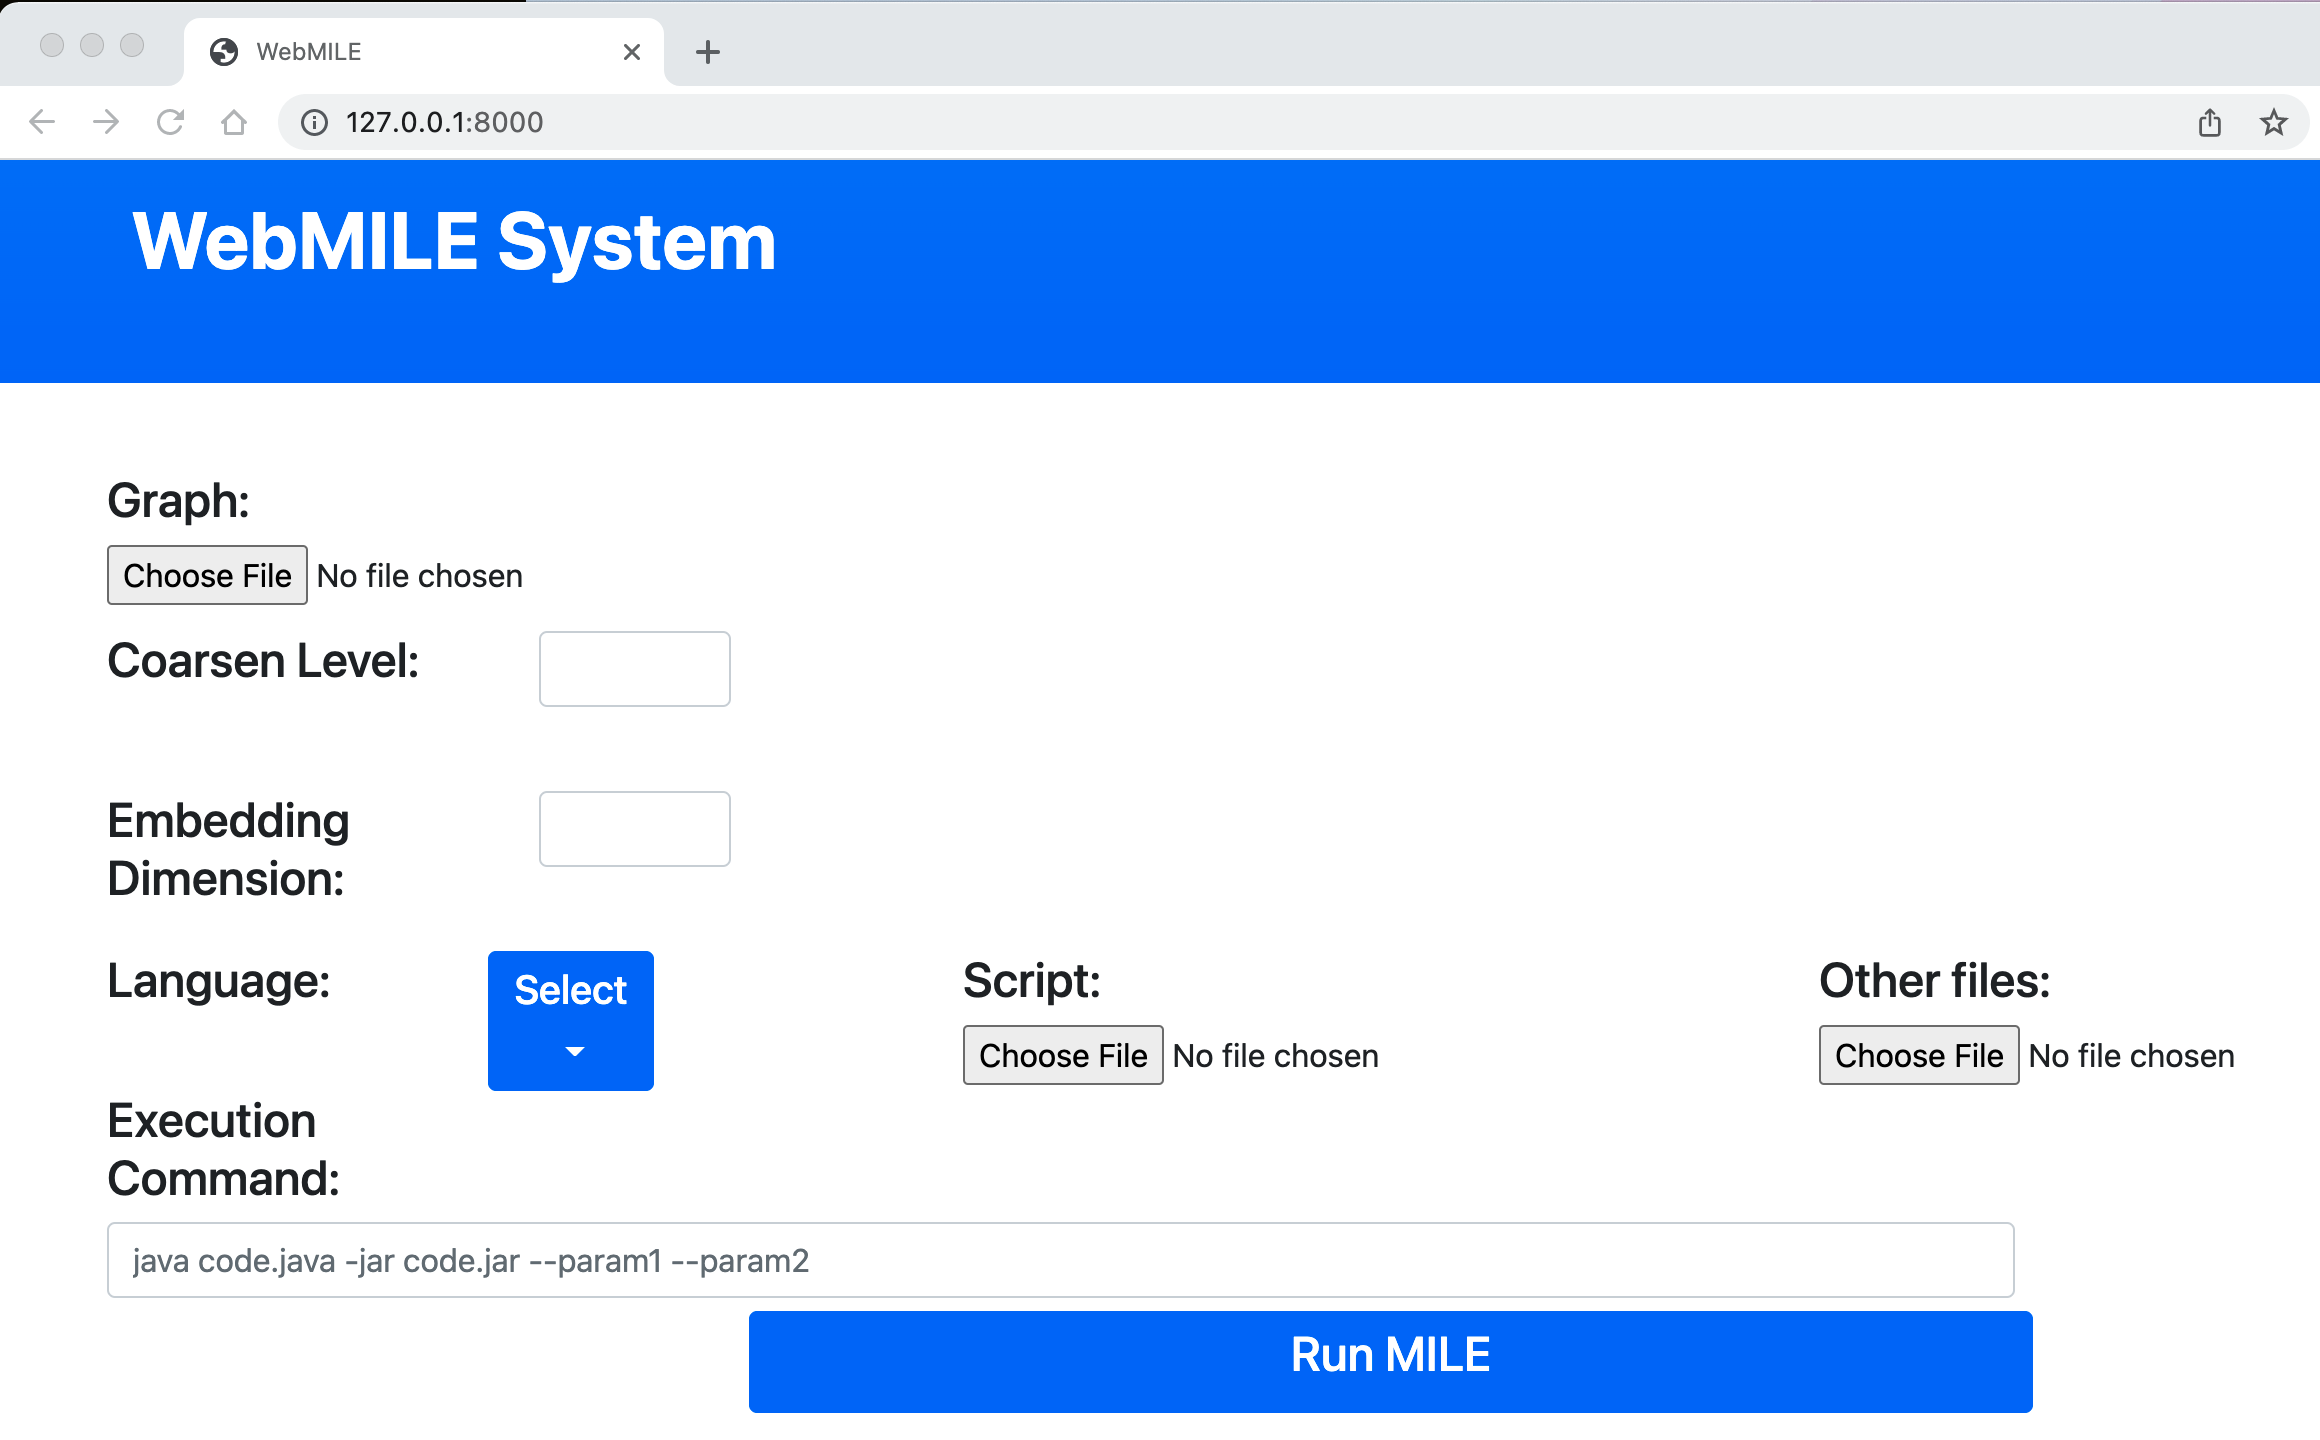 WebMILE
127.0.0.1:8000
WebMILE System
Graph:
Choose File No file chosen
Coarsen Level:
Embedding
Dimension:
Language:
Select
Script:
Choose File No file chosen
Other files:
Choose File No file chosen
Execution
Command:
java code.java -jar code.jar --param1 --param2
Run MILE